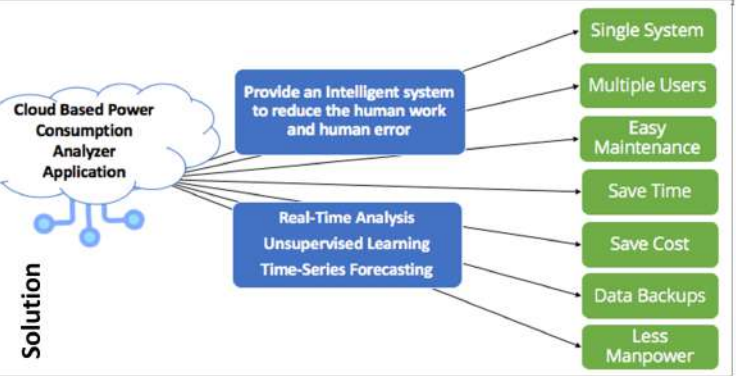 Cloud Based Power
Consumption
Analyzer
Application
Provide an Intelligent system
to reduce the human work
and human error
Real-Time Analysis
Unsupervised Learning
Time-Series Forecasting
Single System
Multiple Users
Easy
Maintenance
Save Time
Save Cost
Data Backups
Less
Manpower
Solution